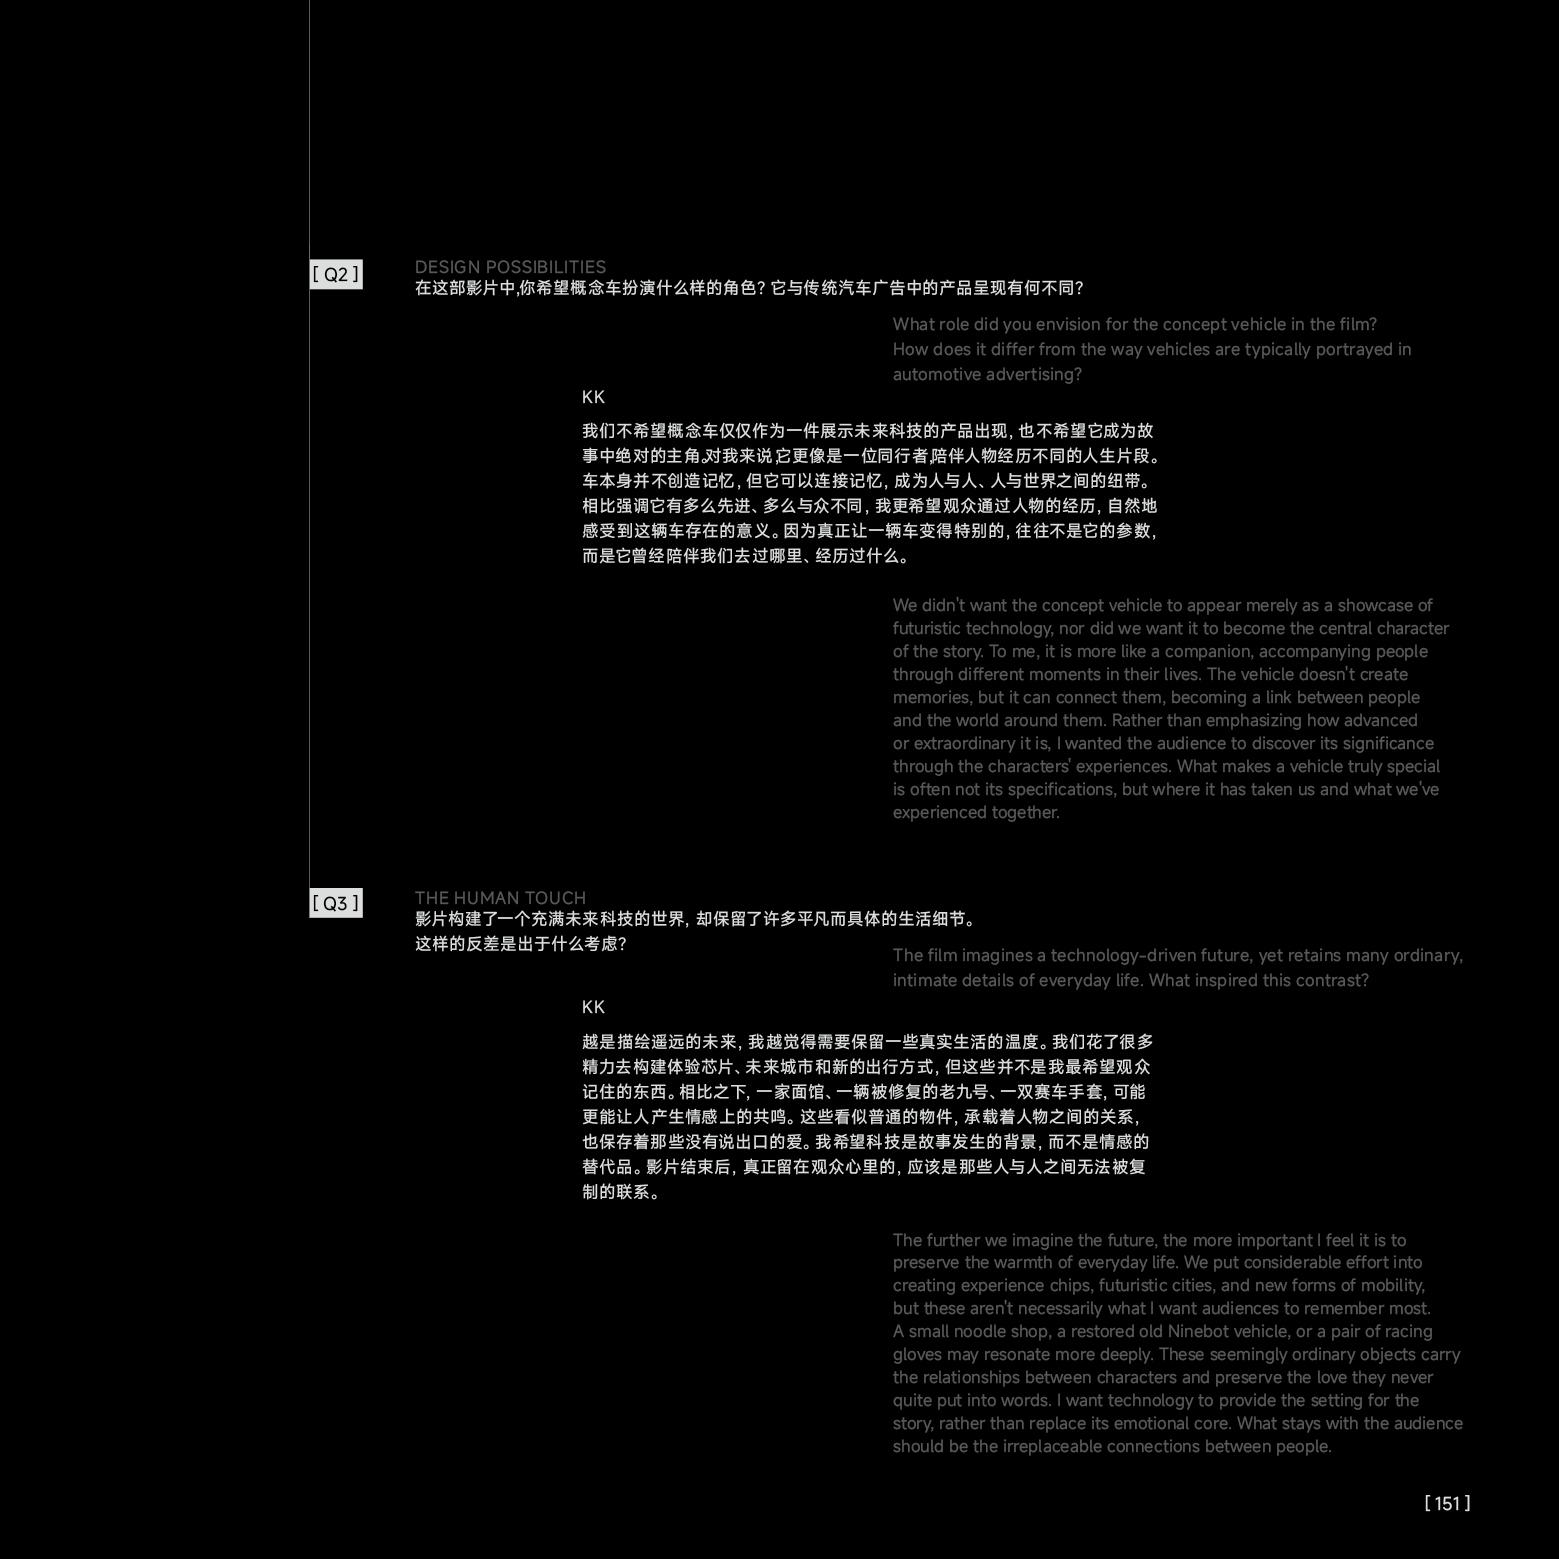 [ Q2 ]
DESIGN POSSIBILITIES
在这部影片中,你希望概念车扮演什么样的角色？它与传统汽车广告中的产品呈现有何不同？
What role did you envision for the concept vehicle in the film?
How does it differ from the way vehicles are typically portrayed in
automotive advertising?
KK
我们不希望概念车仅仅作为一件展示未来科技的产品出现，也不希望它成为故
事中绝对的主角。对我来说,它更像是一位同行者,陪伴人物经历不同的人生片段。
车本身并不创造记忆，但它可以连接记忆，成为人与人、人与世界之间的纽带。
相比强调它有多么先进、多么与众不同，我更希望观众通过人物的经历，自然地
感受到这辆车存在的意义。因为真正让一辆车变得特别的，往往不是它的参数，
而是它曾经陪伴我们去过哪里、经历过什么。
We didn't want the concept vehicle to appear merely as a showcase of
futuristic technology, nor did we want it to become the central character
of the story. To me, it is more like a companion, accompanying people
through different moments in their lives. The vehicle doesn't create
memories, but it can connect them, becoming a link between people
and the world around them. Rather than emphasizing how advanced
or extraordinary it is, I wanted the audience to discover its significance
through the characters' experiences. What makes a vehicle truly special
is often not its specifications, but where it has taken us and what we've
experienced together.
[ Q3 ]
THE HUMAN TOUCH
影片构建了一个充满未来科技的世界，却保留了许多平凡而具体的生活细节。
这样的反差是出于什么考虑？
The film imagines a technology-driven future, yet retains many ordinary,
intimate details of everyday life. What inspired this contrast?
KK
越是描绘遥远的未来，我越觉得需要保留一些真实生活的温度。我们花了很多
精力去构建体验芯片、未来城市和新的出行方式，但这些并不是我最希望观众
记住的东西。相比之下，一家面馆、一辆被修复的老九号、一双赛车手套，可能
更能让人产生情感上的共鸣。这些看似普通的物件，承载着人物之间的关系，
也保存着那些没有说出口的爱。我希望科技是故事发生的背景，而不是情感的
替代品。影片结束后，真正留在观众心里的，应该是那些人与人之间无法被复
制的联系。
The further we imagine the future, the more important I feel it is to
preserve the warmth of everyday life. We put considerable effort into
creating experience chips, futuristic cities, and new forms of mobility,
but these aren't necessarily what I want audiences to remember most.
A small noodle shop, a restored old Ninebot vehicle, or a pair of racing
gloves may resonate more deeply. These seemingly ordinary objects carry
the relationships between characters and preserve the love they never
quite put into words. I want technology to provide the setting for the
story, rather than replace its emotional core. What stays with the audience
should be the irreplaceable connections between people.
[ 151 ]